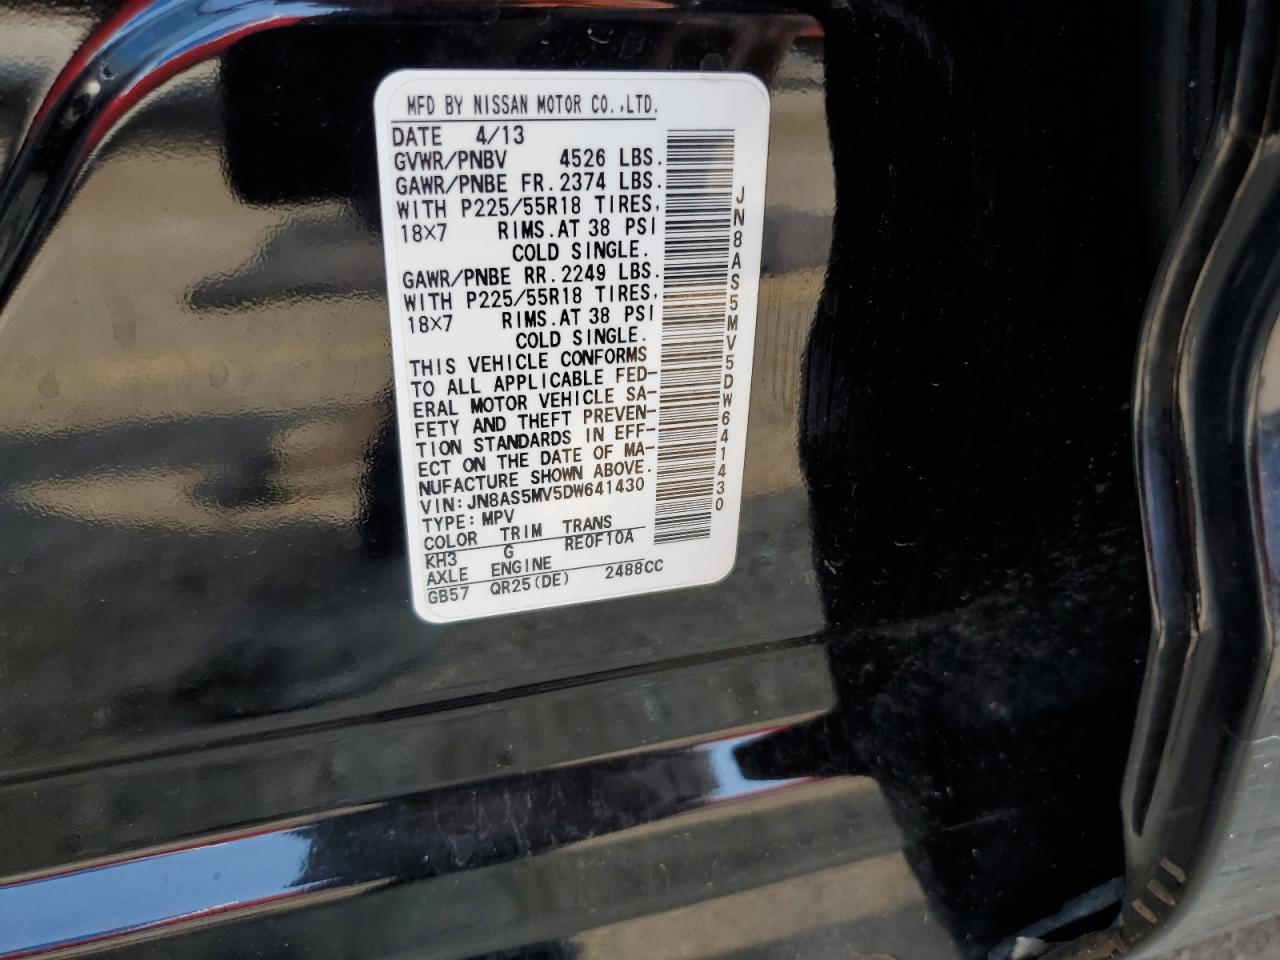 MFD BY NISSAN MOTOR CO.,LTD.
DATE 4/13
GVWR/PNBV 4526 LBS.
GAWR/PNBE FR. 2374 LBS.
WITH P225/55R18 TIRES,
18X7 RIMS.AT 38 PSI
COLD SINGLE.
GAWR/PNBE RR. 2249 LBS.
WITH P225/55R18 TIRES,
18X7 RIMS.AT 38 PSI
COLD SINGLE.
THIS VEHICLE CONFORMS
TO ALL APPLICABLE FED-
ERAL MOTOR VEHICLE SA-
FETY AND THEFT PREVEN-
TION STANDARDS IN EFF-
ECT ON THE DATE OF MA-
NUFACTURE SHOWN ABOVE.
VIN: JN8AS5MV5DW641430
TYPE: MPV
COLOR TRIM TRANS
KH3 G RE0F10A
AXLE ENGINE
GB57 QR25(DE) 2488CC
JN8AS5MV5DW641430